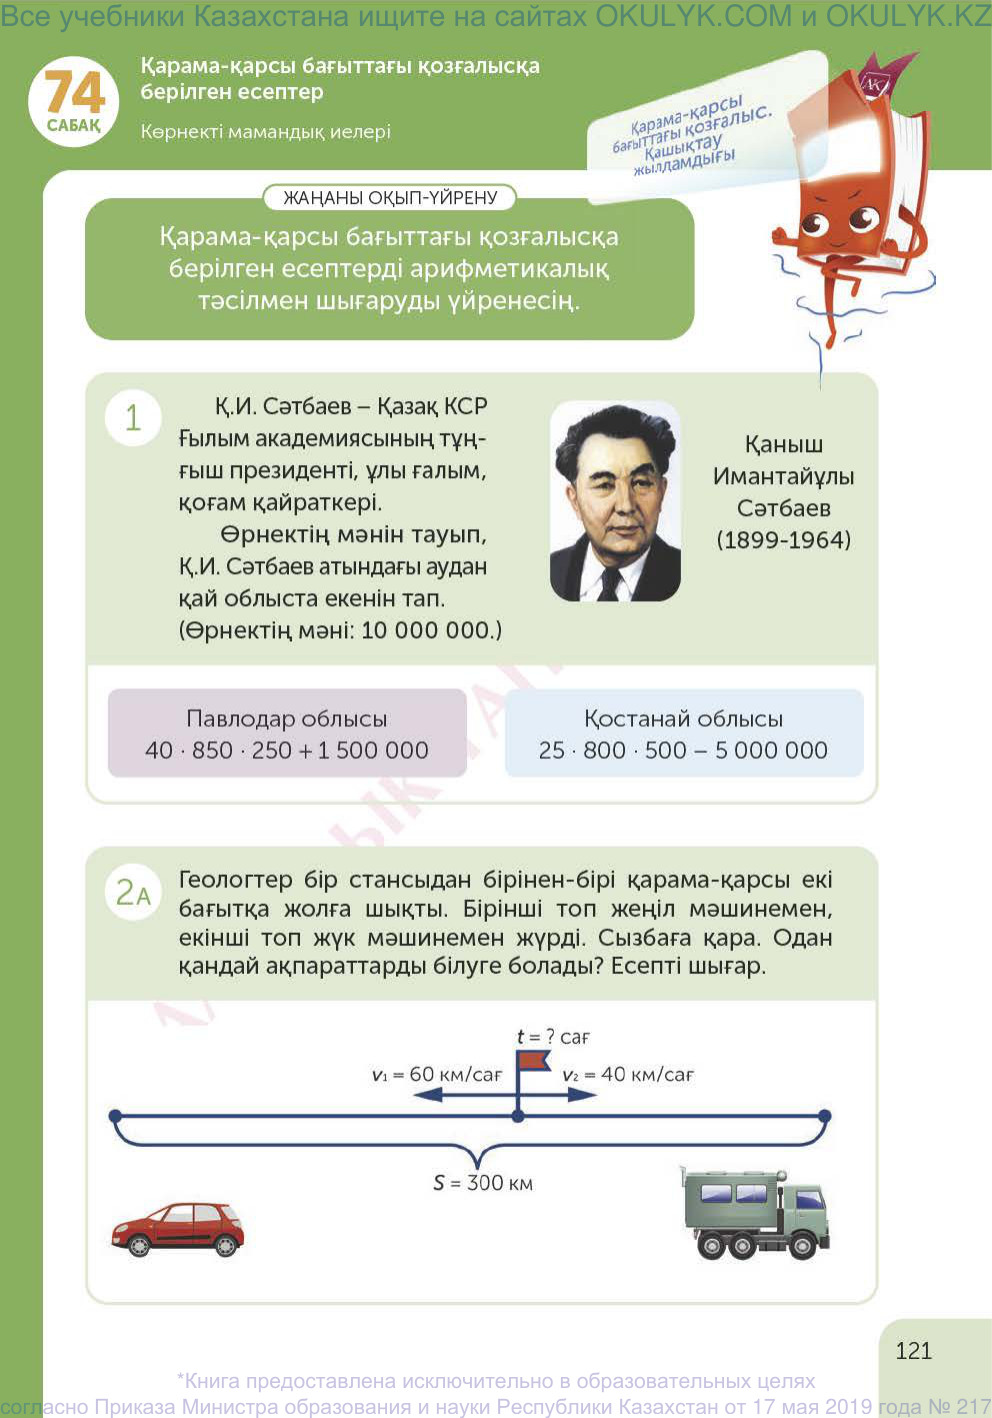 Все учебники Казахстана ищите на сайтах OKULYK.COM и OKULYK.KZ
74
САБАҚ
Қарама-қарсы бағыттағы қозғалысқа
берілген есептер
Көрнекті мамандық иелері
Қарама-қарсы
бағыттағы қозғалыс.
Қашықтау
жылдамдығы
АК
ЖАҢАНЫ ОҚЫП-ҮЙРЕНУ
Қарама-қарсы бағыттағы қозғалысқа
берілген есептерді арифметикалық
тәсілмен шығаруды үйренесің.
1
Қ.И. Сәтбаев – Қазақ КСР
Ғылым академиясының тұң-
ғыш президенті, ұлы ғалым,
қоғам қайраткері.
Өрнектің мәнін тауып,
Қ.И. Сәтбаев атындағы аудан
қай облыста екенін тап.
(Өрнектің мәні: 10 000 000.)
Қаныш
Имантайұлы
Сәтбаев
(1899-1964)
Павлодар облысы
40 · 850 · 250 + 1 500 000
Қостанай облысы
25 · 800 · 500 – 5 000 000
2А
Геологтер бір стансыдан бірінен-бірі қарама-қарсы екі
бағытқа жолға шықты. Бірінші топ жеңіл мәшинемен,
екінші топ жүк мәшинемен жүрді. Сызбаға қара. Одан
қандай ақпараттарды білуге болады? Есепті шығар.
t = ? сағ
v₁ = 60 км/сағ
v₂ = 40 км/сағ
S = 300 км
121
*Книга предоставлена исключительно в образовательных целях
согласно Приказа Министра образования и науки Республики Казахстан от 17 мая 2019 года № 217